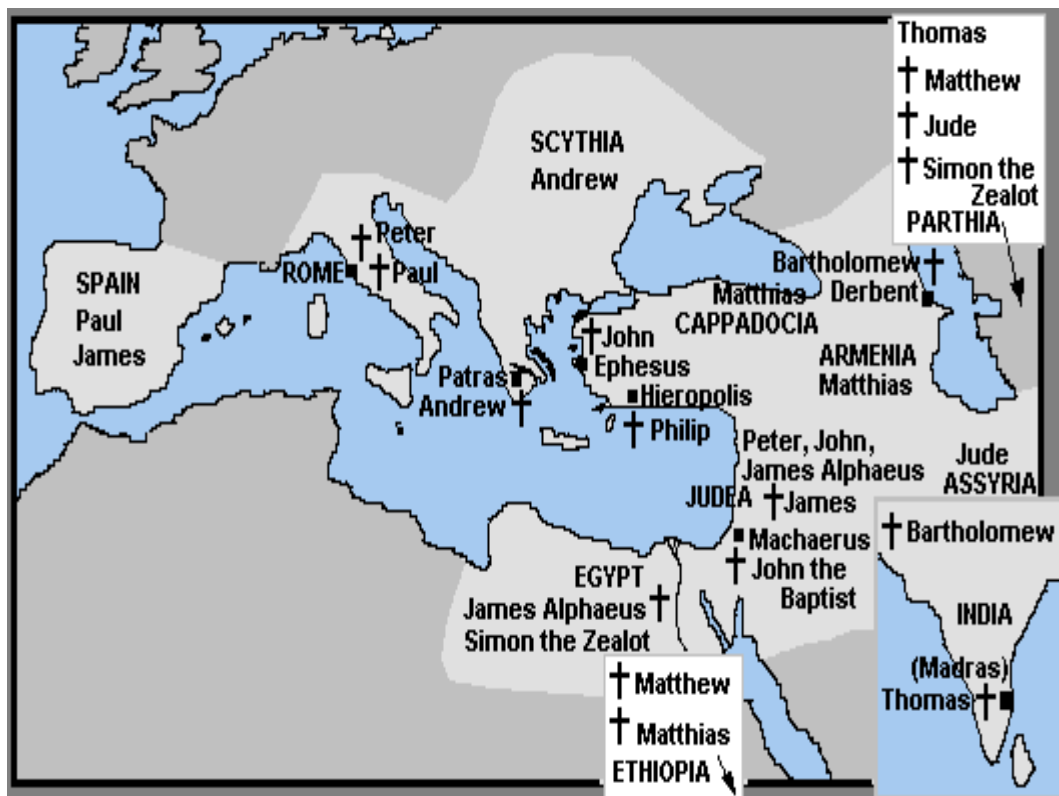 Thomas
† Matthew
† Jude
† Simon the
Zealot
PARTHIA
SCYTHIA
Andrew
† Peter
ROME
† Paul
SPAIN
Paul
James
Bartholomew †
Derbent
Matthias
CAPPADOCIA
† John
Ephesus
ARMENIA
Matthias
Patras
Andrew †
Hieropolis
† Philip
Peter, John,
James Alphaeus
JUDEA † James
Jude
ASSYRIA
Machaerus
† John the
Baptist
EGYPT
James Alphaeus †
Simon the Zealot
† Matthew
† Matthias
ETHIOPIA
† Bartholomew
INDIA
(Madras)
Thomas †